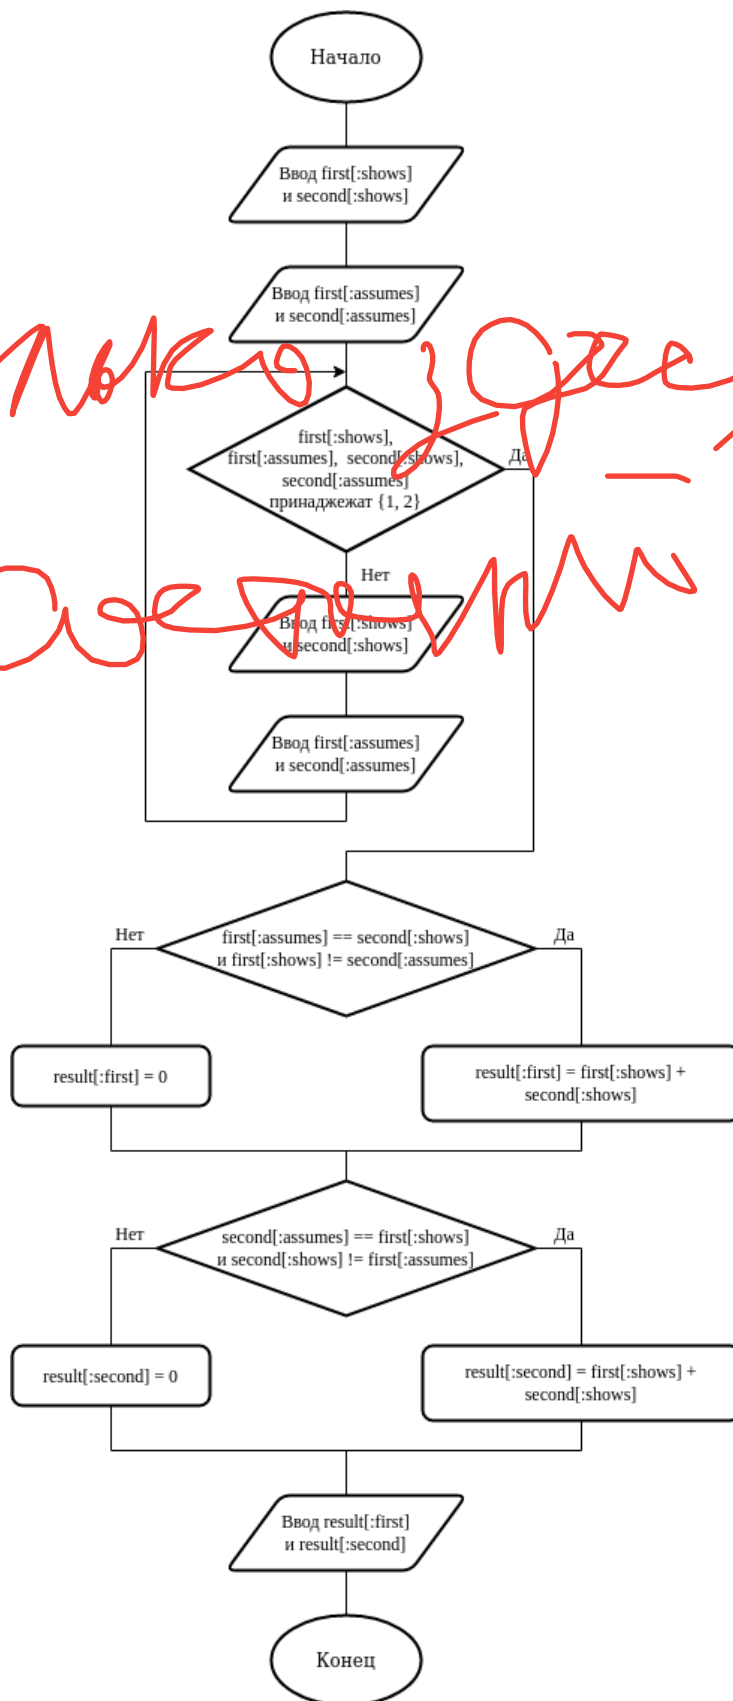 Начало
Ввод first[:shows]
и second[:shows]
Ввод first[:assumes]
и second[:assumes]
first[:shows],
first[:assumes], second[:shows],
second[:assumes]
принаджежат {1, 2}
Да
Нет
Ввод first[:shows]
и second[:shows]
Ввод first[:assumes]
и second[:assumes]
first[:assumes] == second[:shows]
и first[:shows] != second[:assumes]
Нет
Да
result[:first] = 0
result[:first] = first[:shows] +
second[:shows]
second[:assumes] == first[:shows]
и second[:shows] != first[:assumes]
Нет
Да
result[:second] = 0
result[:second] = first[:shows] +
second[:shows]
Ввод result[:first]
и result[:second]
Конец